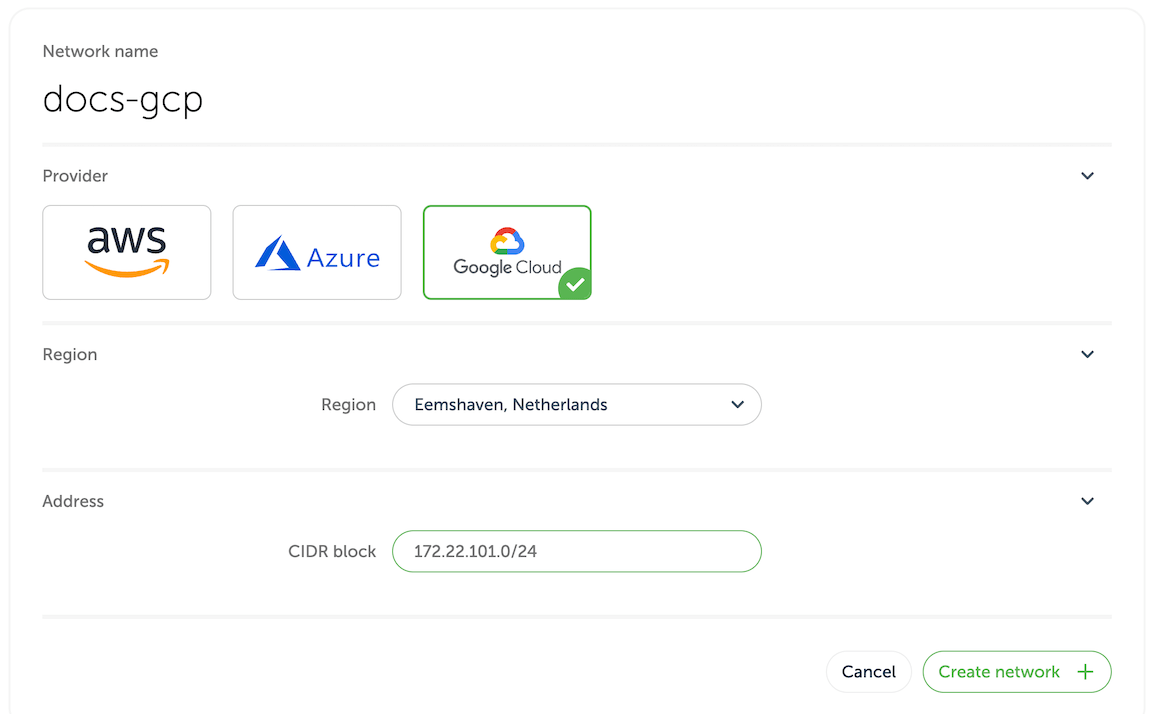 Network name
docs-gcp
Provider
aws
Azure
Google Cloud
Region
Region Eemshaven, Netherlands
Address
CIDR block 172.22.101.0/24
Cancel Create network